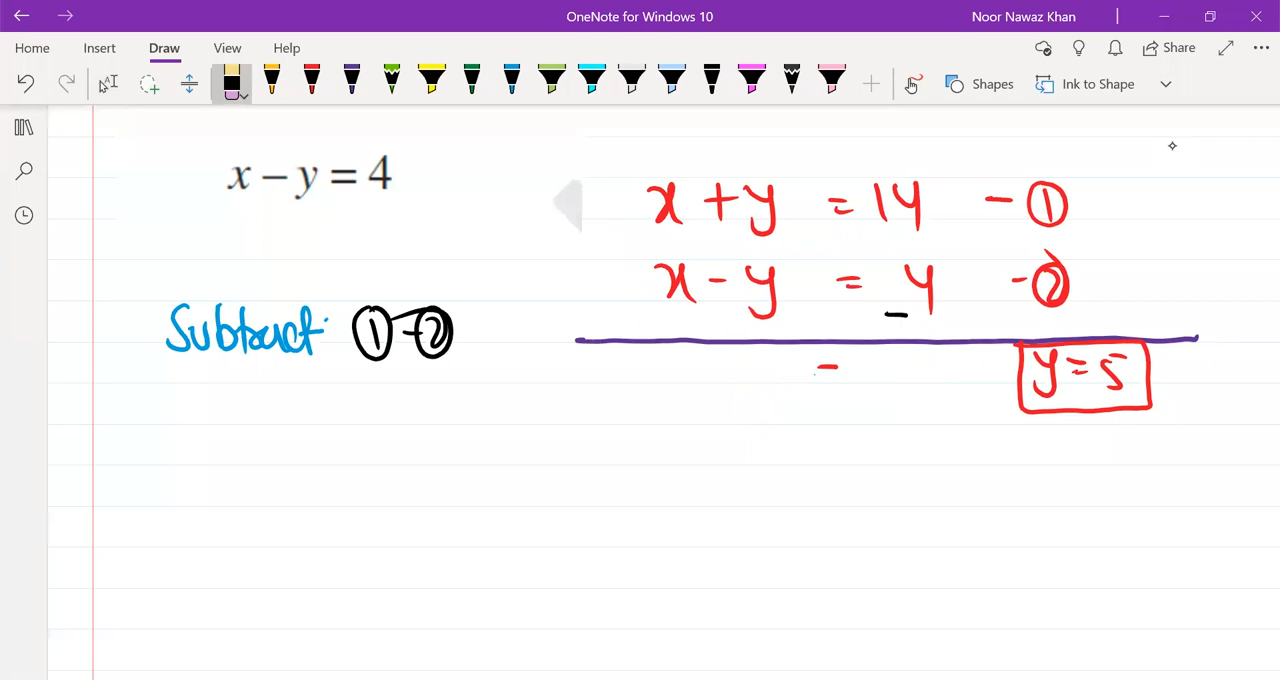 OneNote for Windows 10
Noor Nawaz Khan
Home Insert Draw View Help
Share
Shapes
Ink to Shape
x − y = 4
x + y = 14 - ①
x - y = 4 - ②
Subtract: ① - ②
=
y = 5